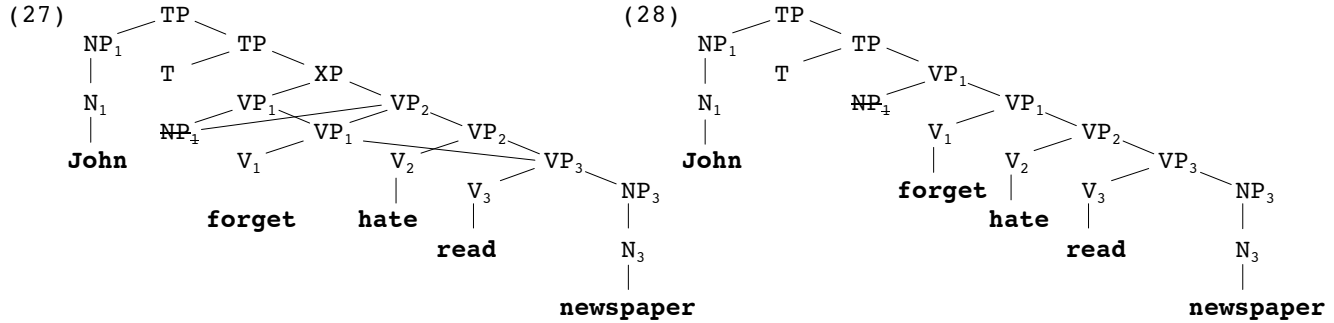 (27) TP (28) TP
NP₁ TP NP₁ TP
T XP T VP₁
N₁ VP₁ VP₂ N₁ NP₁ VP₁
NP₁ VP₁ VP₂ V₁ VP₂
John V₁ V₂ VP₃ John V₂ VP₃
forget V₃ NP₃
V₃ NP₃
forget hate hate
read N₃ read N₃
newspaper newspaper